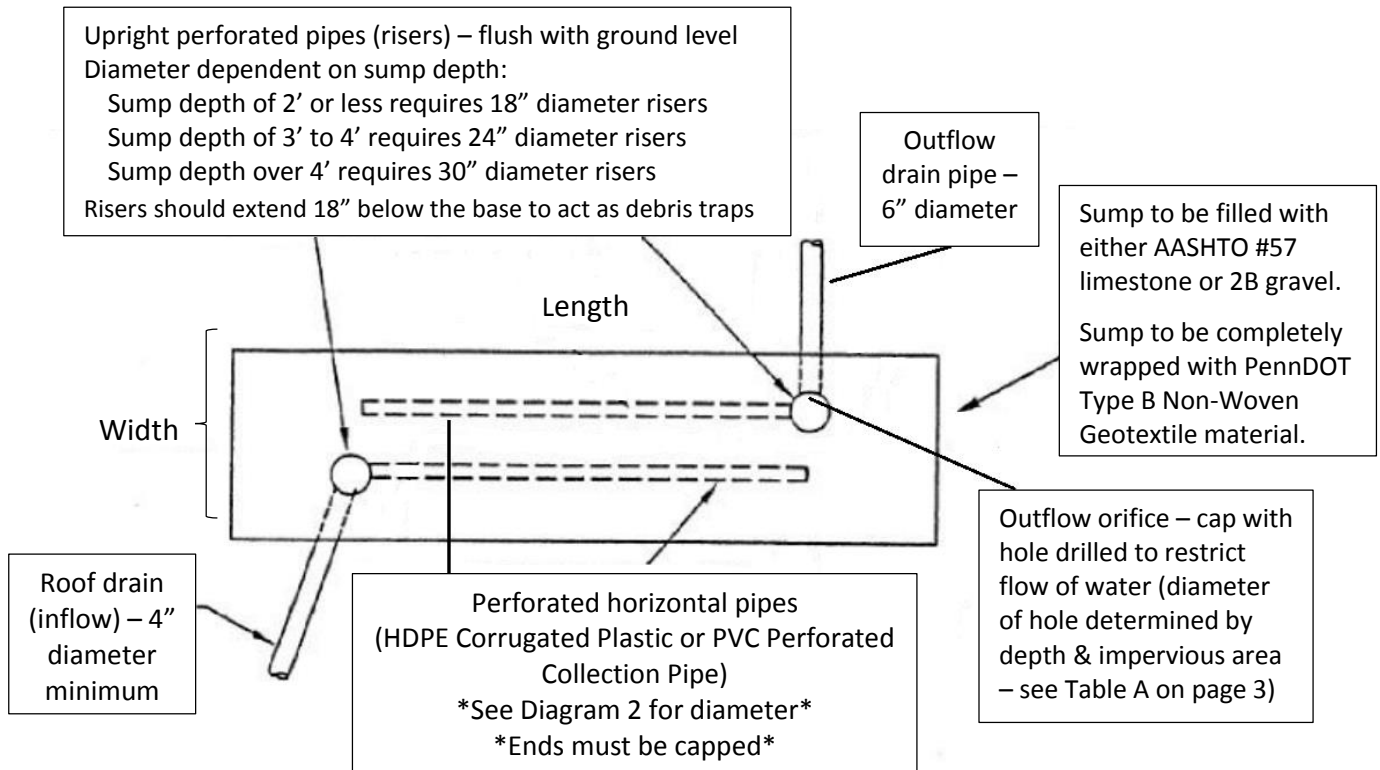 Upright perforated pipes (risers) – flush with ground level
Diameter dependent on sump depth:
Sump depth of 2’ or less requires 18” diameter risers
Sump depth of 3’ to 4’ requires 24” diameter risers
Sump depth over 4’ requires 30” diameter risers
Risers should extend 18” below the base to act as debris traps
Outflow
drain pipe –
6” diameter
Sump to be filled with
either AASHTO #57
limestone or 2B gravel.
Sump to be completely
wrapped with PennDOT
Type B Non-Woven
Geotextile material.
Length
Width
Roof drain
(inflow) – 4”
diameter
minimum
Perforated horizontal pipes
(HDPE Corrugated Plastic or PVC Perforated
Collection Pipe)
*See Diagram 2 for diameter*
*Ends must be capped*
Outflow orifice – cap with
hole drilled to restrict
flow of water (diameter
of hole determined by
depth & impervious area
– see Table A on page 3)